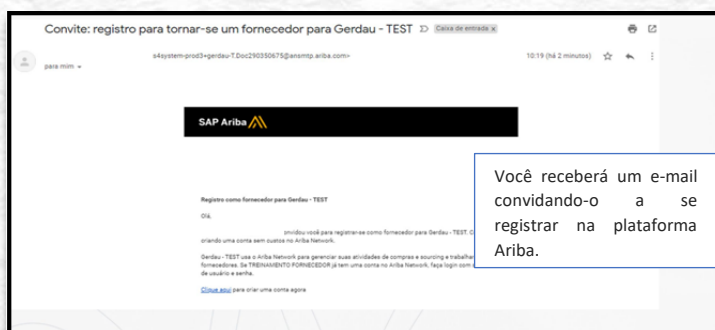 Convite: registro para tornar-se um fornecedor para Gerdau - TEST
Caixa de entrada x
s4system-prod3+gerdau-T.Doc290350675@ansmtp.ariba.com>
10:19 (há 2 minutos)
para mim
SAP Ariba
Você receberá um e-mail
convidando-o a se
registrar na plataforma
Ariba.
Registro como fornecedor para Gerdau - TEST
Olá,
onvidou você para registrar-se como fornecedor para Gerdau - TEST. C
criando uma conta sem custos no Ariba Network.
Gerdau - TEST usa o Ariba Network para gerenciar suas atividades de compras e sourcing e trabalhar
fornecedores. Se TREINAMENTO FORNECEDOR já tem uma conta no Ariba Network, faça login com
de usuário e senha.
Clique aqui para criar uma conta agora